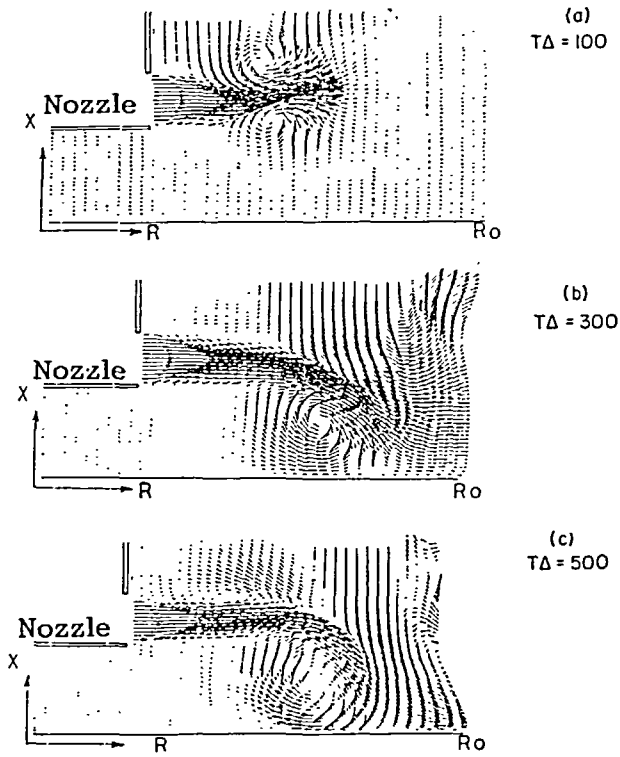 (a)
TΔ = 100
Nozzle
X
R
Ro
(b)
TΔ = 300
Nozzle
X
R
Ro
(c)
TΔ = 500
Nozzle
X
R
Ro